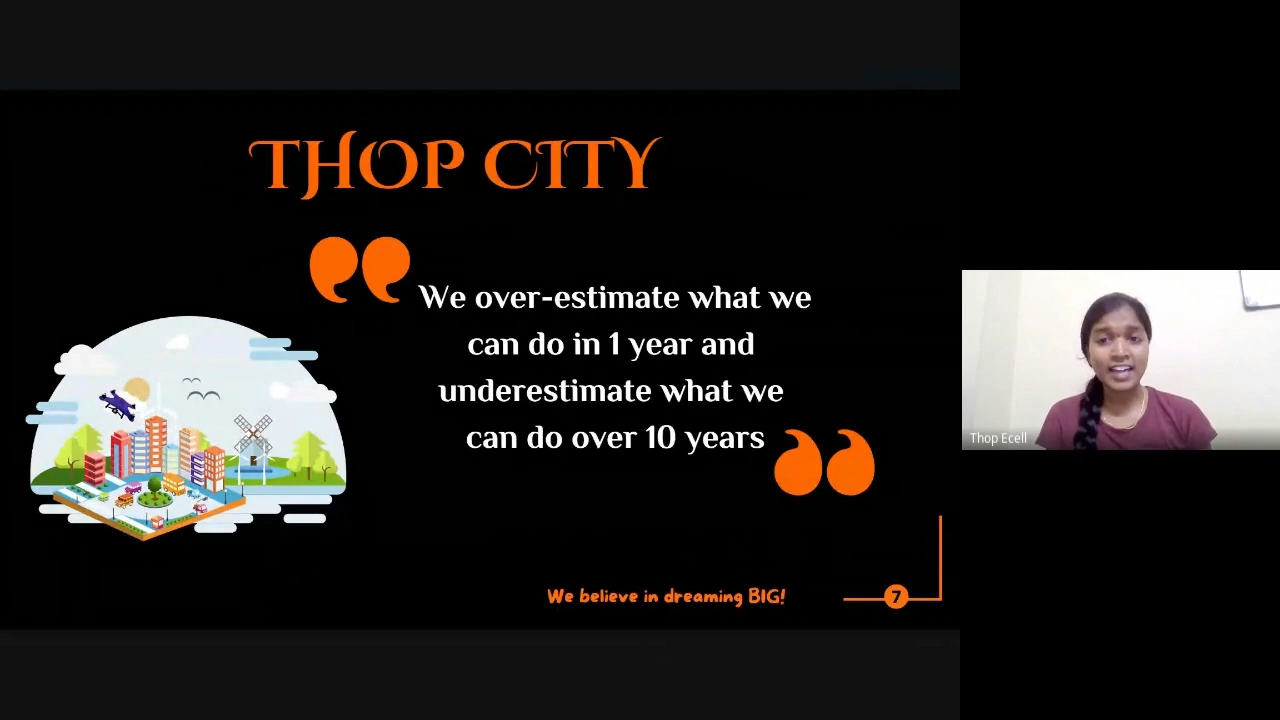 THOP CITY
We over-estimate what we
can do in 1 year and
underestimate what we
can do over 10 years
We believe in dreaming BIG!
7
Thop Ecell